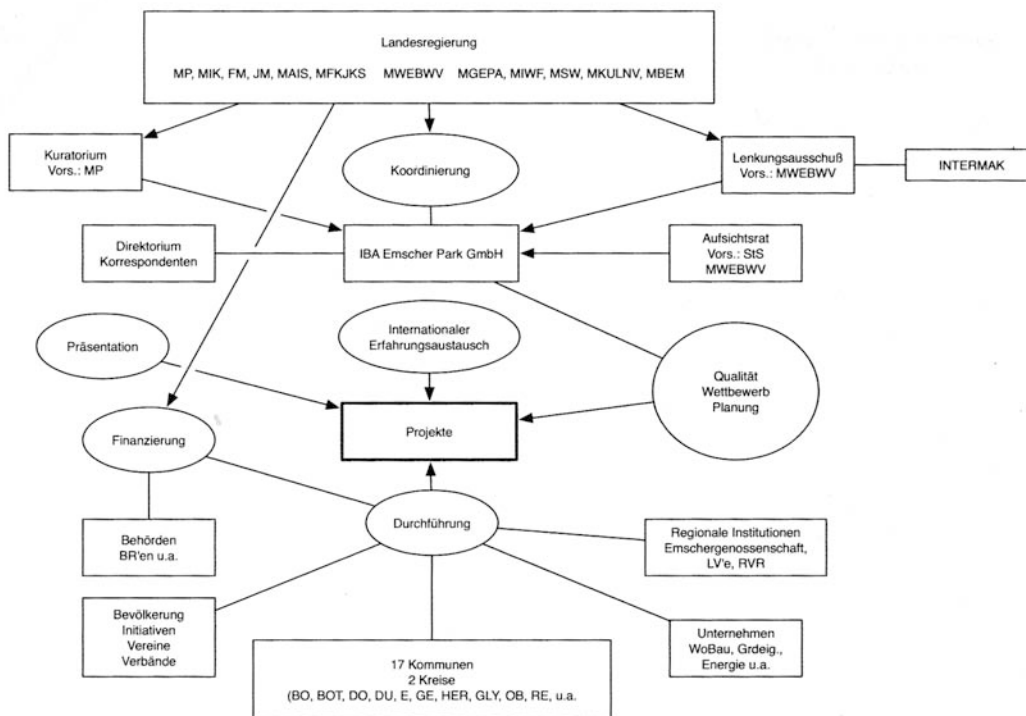 Landesregierung
MP, MIK, FM, JM, MAIS, MFKJKS MWEBWV MGEPA, MIWF, MSW, MKULNV, MBEM
Kuratorium
Vors.: MP
Koordinierung
Lenkungsausschuß
Vors.: MWEBWV
INTERMAK
Direktorium
Korrespondenten
IBA Emscher Park GmbH
Aufsichtsrat
Vors.: StS
MWEBWV
Präsentation
Internationaler
Erfahrungsaustausch
Qualität
Wettbewerb
Planung
Projekte
Finanzierung
Durchführung
Behörden
BR'en u.a.
Regionale Institutionen
Emschergenossenschaft,
LV'e, RVR
Bevölkerung
Initiativen
Vereine
Verbände
17 Kommunen
2 Kreise
(BO, BOT, DO, DU, E, GE, HER, GLY, OB, RE, u.a.
Unternehmen
WoBau, Grdeig.,
Energie u.a.